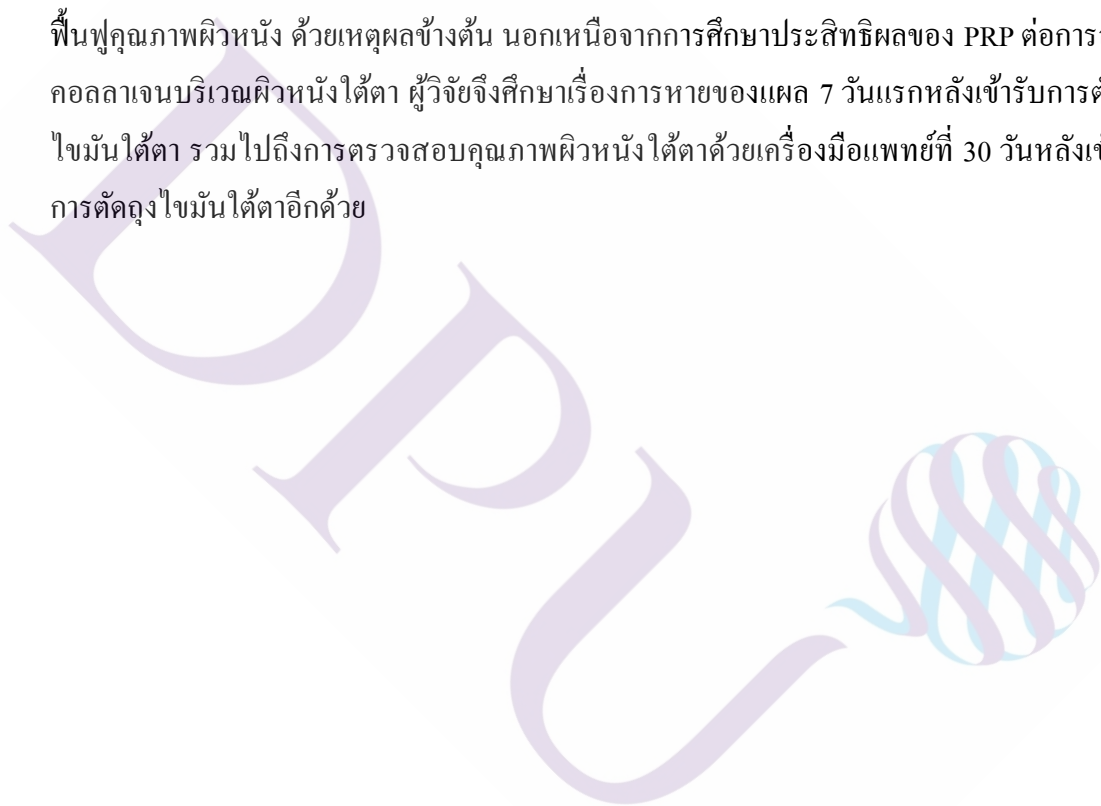 ฟื้นฟูคุณภาพผิวหนัง ด้วยเหตุผลข้างต้น นอกเหนือจากการศึกษาประสิทธิผลของ PRP ต่อการ
คอลลาเจนบริเวณผิวหนังใต้ตา ผู้วิจัยจึงศึกษาเรื่องการหายของแผล 7 วันแรกหลังเข้ารับการ
ไขมันใต้ตา รวมไปถึงการตรวจสอบคุณภาพผิวหนังใต้ตาด้วยเครื่องมือแพทย์ที่ 30 วันหลัง
การตัดถุงไขมันใต้ตาอีกด้วย
DPU